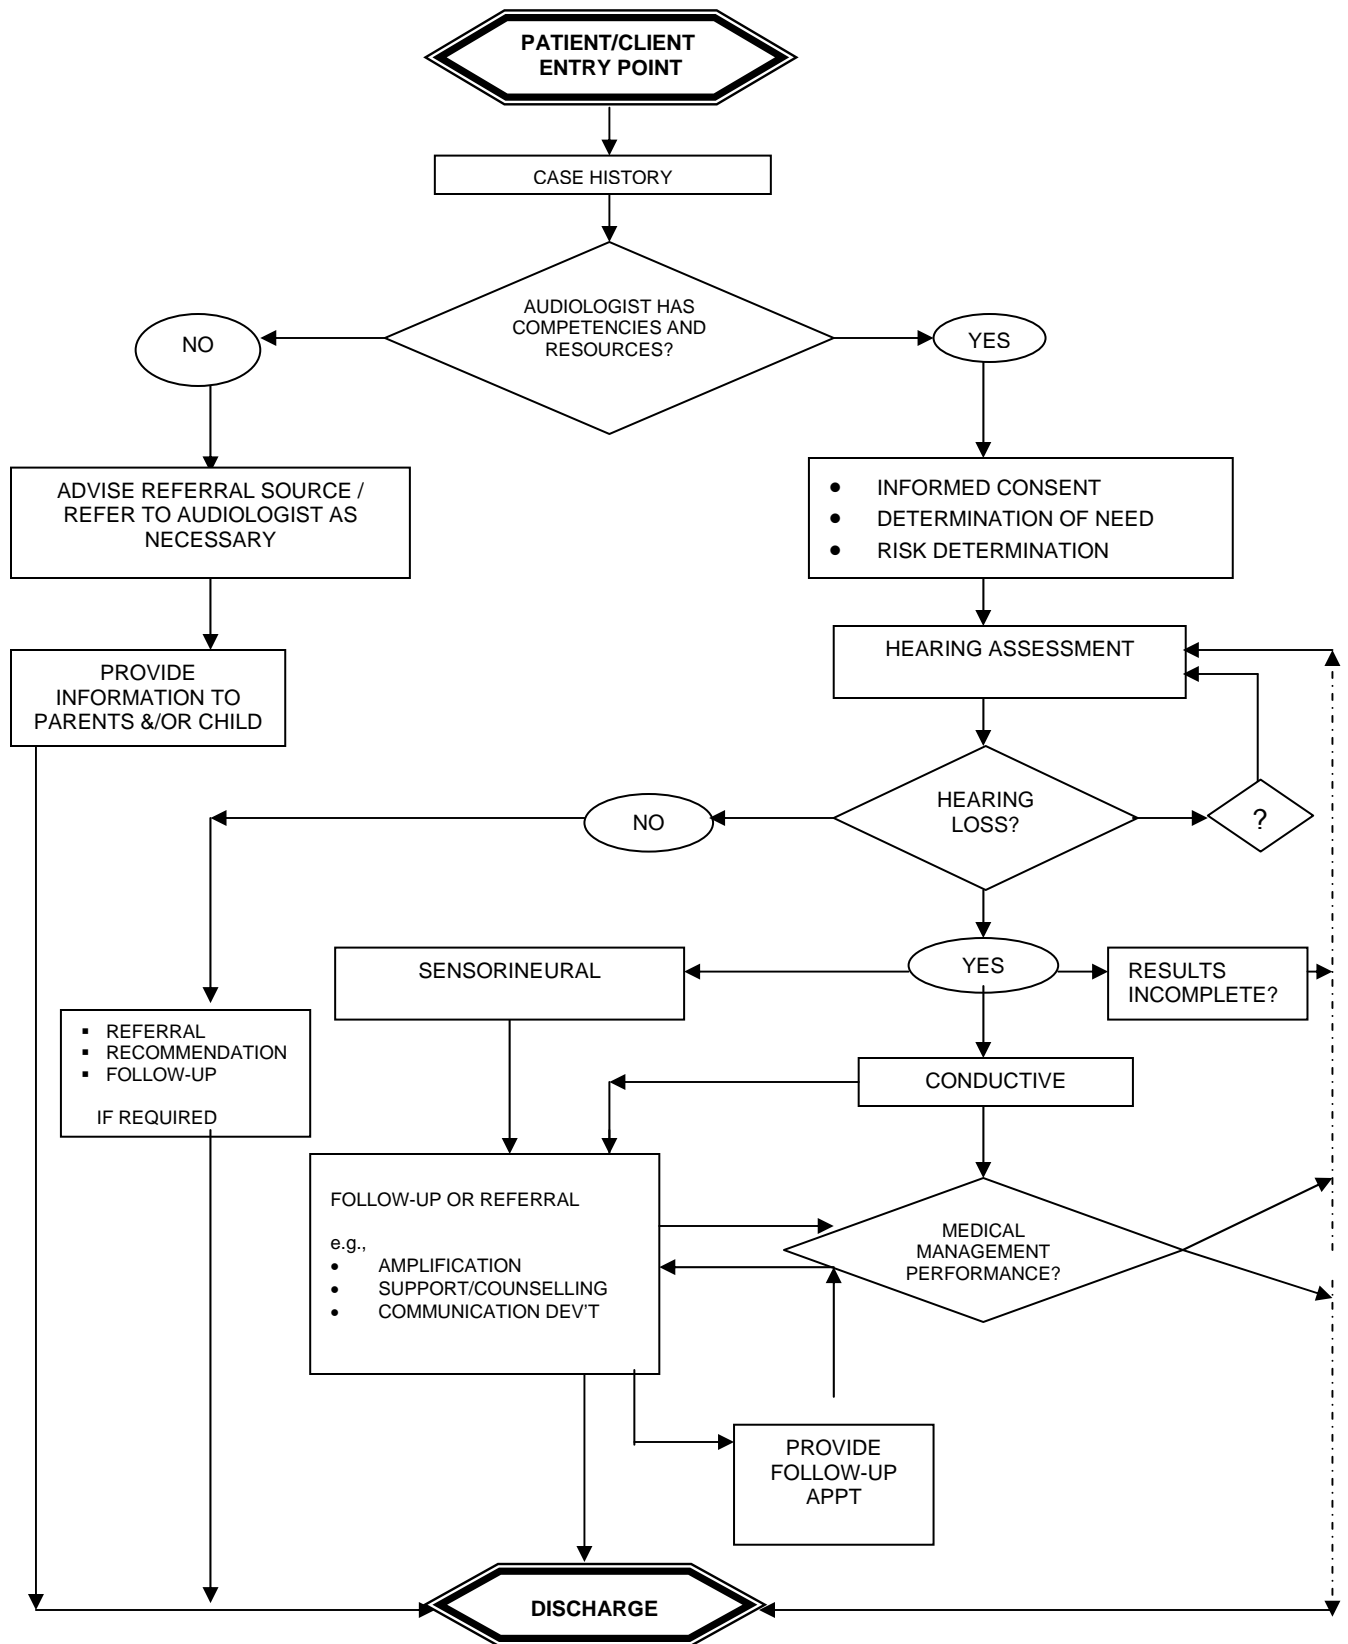 PATIENT/CLIENT
ENTRY POINT
CASE HISTORY
AUDIOLOGIST HAS
COMPETENCIES AND
RESOURCES?
NO
YES
ADVISE REFERRAL SOURCE /
REFER TO AUDIOLOGIST AS
NECESSARY
• INFORMED CONSENT
• DETERMINATION OF NEED
• RISK DETERMINATION
PROVIDE
INFORMATION TO
PARENTS &/OR CHILD
HEARING ASSESSMENT
HEARING
LOSS?
NO
?
YES
SENSORINEURAL
RESULTS
INCOMPLETE?
▪ REFERRAL
▪ RECOMMENDATION
▪ FOLLOW-UP
IF REQUIRED
CONDUCTIVE
FOLLOW-UP OR REFERRAL
e.g.,
• AMPLIFICATION
• SUPPORT/COUNSELLING
• COMMUNICATION DEV'T
MEDICAL
MANAGEMENT
PERFORMANCE?
PROVIDE
FOLLOW-UP
APPT
DISCHARGE